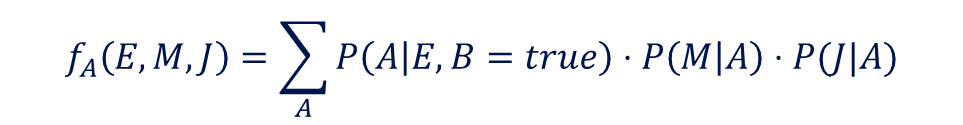 f_A(E, M, J) = ∑_A P(A|E, B = true) · P(M|A) · P(J|A)